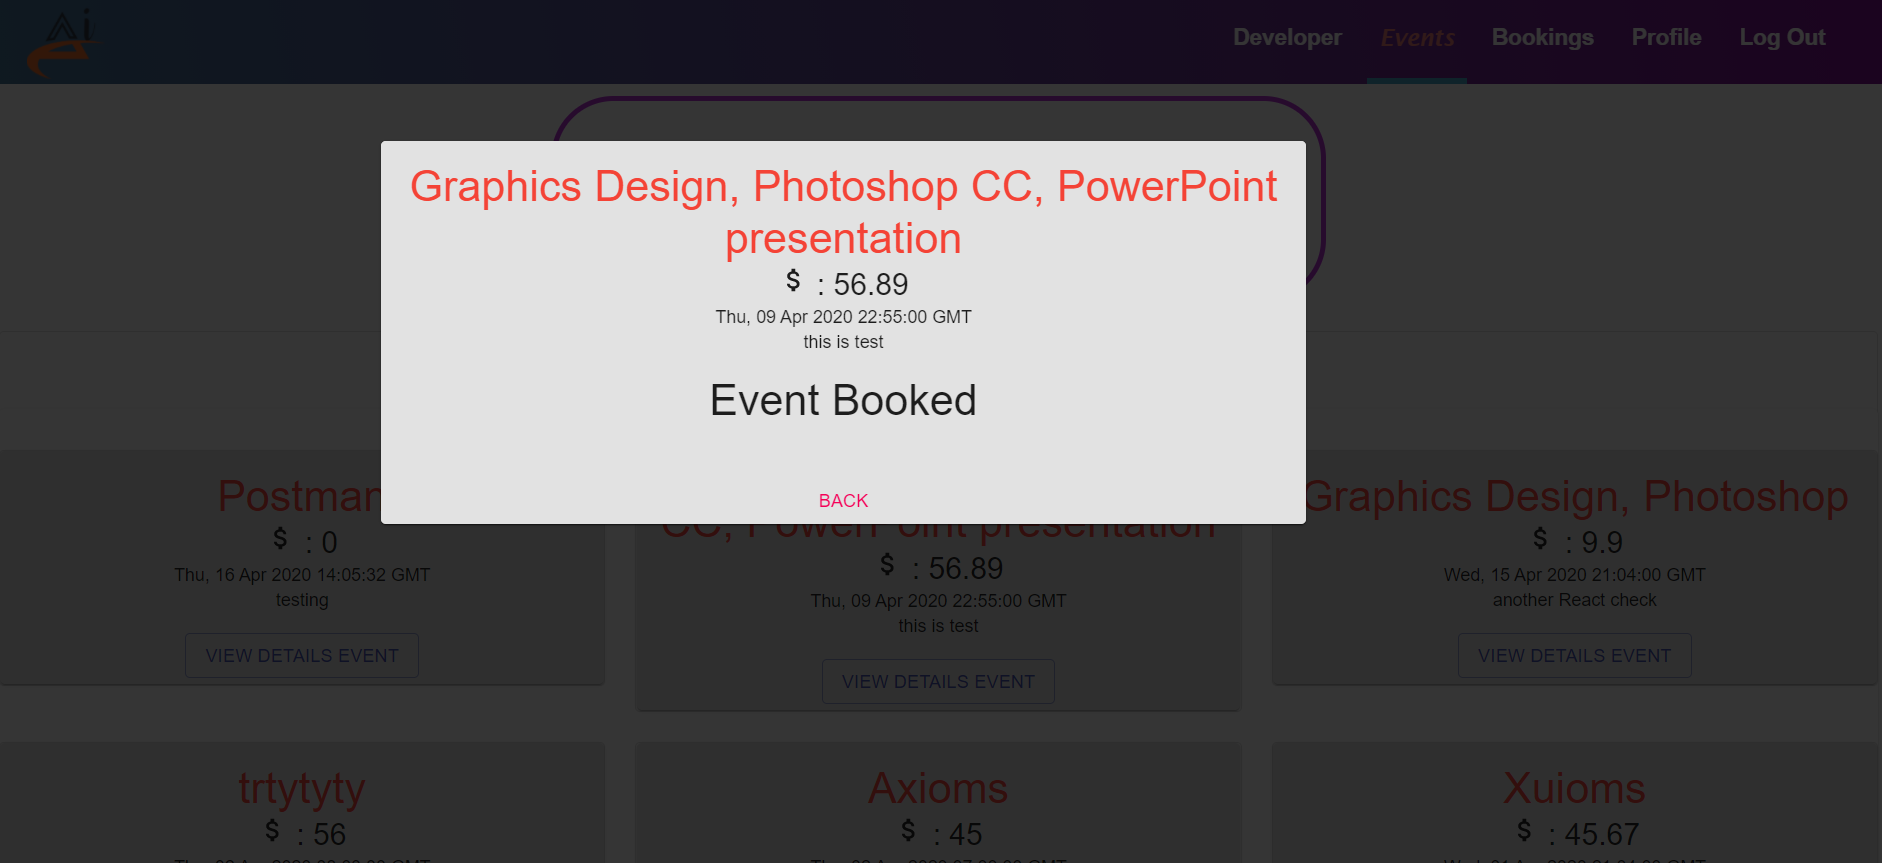 Ai
Developer
Events
Bookings
Profile
Log Out
Graphics Design, Photoshop CC, PowerPoint
presentation
$ : 56.89
Thu, 09 Apr 2020 22:55:00 GMT
this is test
Event Booked
BACK
Postman
$ : 0
Thu, 16 Apr 2020 14:05:32 GMT
testing
VIEW DETAILS EVENT
CC, PowerPoint presentation
$ : 56.89
Thu, 09 Apr 2020 22:55:00 GMT
this is test
VIEW DETAILS EVENT
Graphics Design, Photoshop
$ : 9.9
Wed, 15 Apr 2020 21:04:00 GMT
another React check
VIEW DETAILS EVENT
trtytyty
$ : 56
Axioms
$ : 45
Xuioms
$ : 45.67